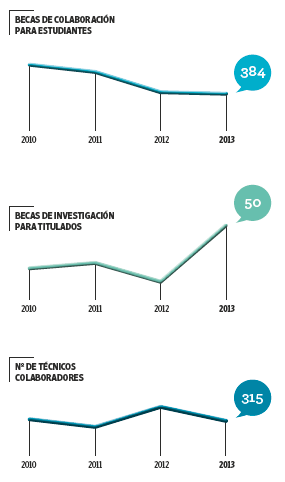 BECAS DE COLABORACIÓN
PARA ESTUDIANTES
384
2010 2011 2012 2013
BECAS DE INVESTIGACIÓN
PARA TITULADOS
50
2010 2011 2012 2013
Nº DE TÉCNICOS
COLABORADORES
315
2010 2011 2012 2013